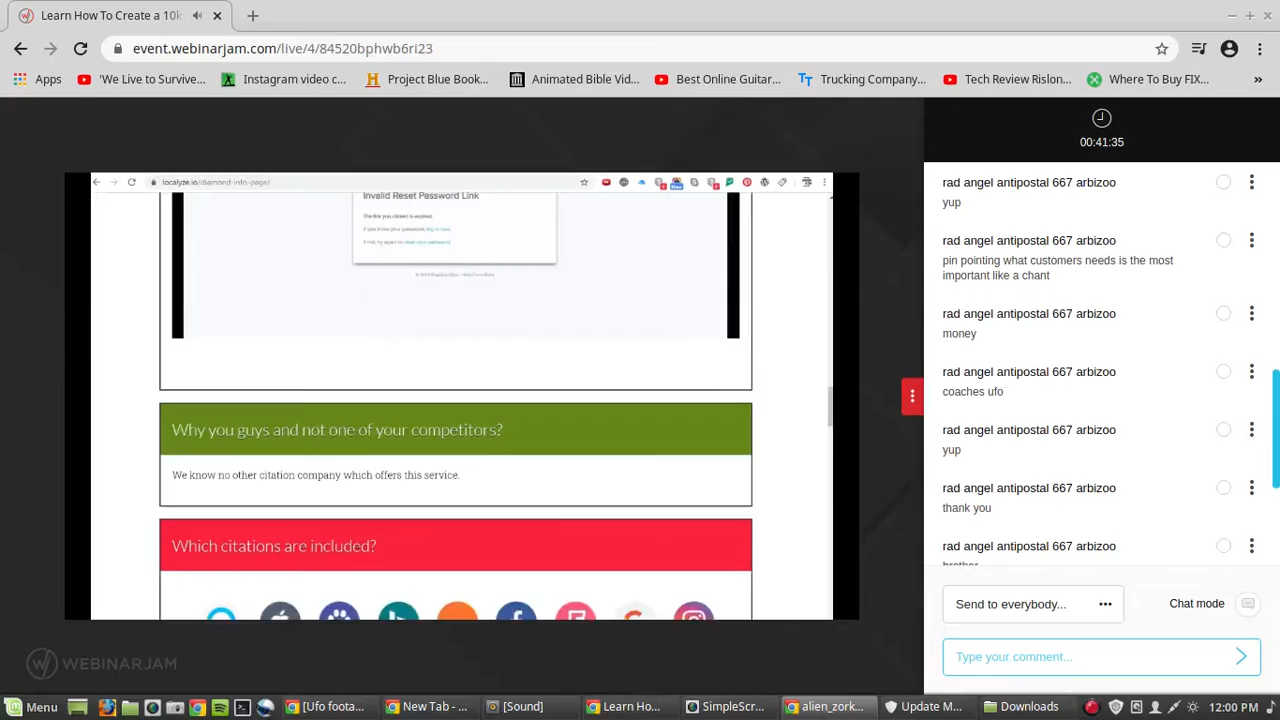 Learn How To Create a 10k
event.webinarjam.com/live/4/84520bphwb6ri23
Apps
'We Live to Survive...
Instagram video c...
Project Blue Book...
Animated Bible Vid...
Best Online Guitar...
Trucking Company...
Tech Review Rislon...
Where To Buy FIX...
»
00:41:35
localyze.io/diamond-info-page/
Invalid Reset Password Link
Why you guys and not one of your competitors?
We know no other citation company which offers this service.
Which citations are included?
WEBINARJAM
rad angel antipostal 667 arbizoo
yup
rad angel antipostal 667 arbizoo
pin pointing what customers needs is the most
important like a chant
rad angel antipostal 667 arbizoo
money
rad angel antipostal 667 arbizoo
coaches ufo
rad angel antipostal 667 arbizoo
yup
rad angel antipostal 667 arbizoo
thank you
rad angel antipostal 667 arbizoo
brother
Send to everybody...
Chat mode
Type your comment...
Menu
[Ufo foota...
New Tab - ...
[Sound]
Learn Ho...
SimpleScr...
alien_zork...
Update M...
Downloads
12:00 PM